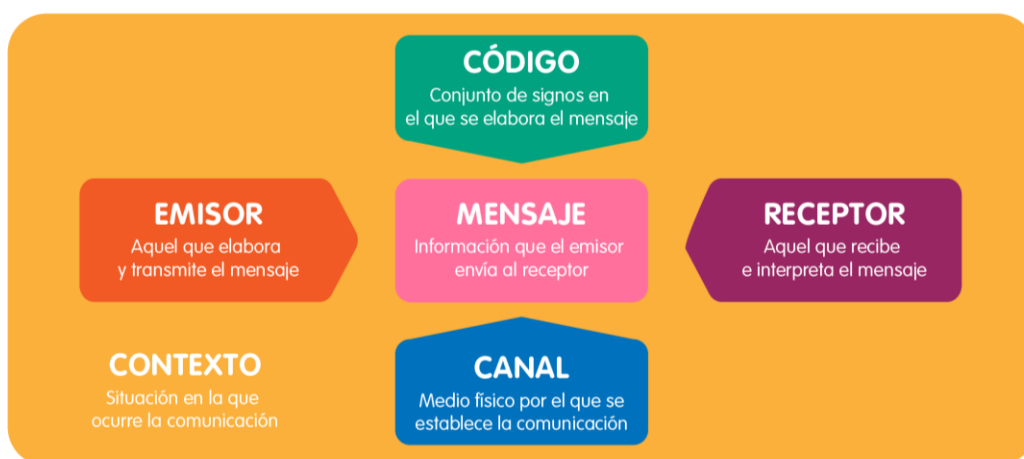 CÓDIGO
Conjunto de signos en
el que se elabora el mensaje
EMISOR
Aquel que elabora
y transmite el mensaje
MENSAJE
Información que el emisor
envía al receptor
RECEPTOR
Aquel que recibe
e interpreta el mensaje
CONTEXTO
Situación en la que
ocurre la comunicación
CANAL
Medio físico por el que se
establece la comunicación